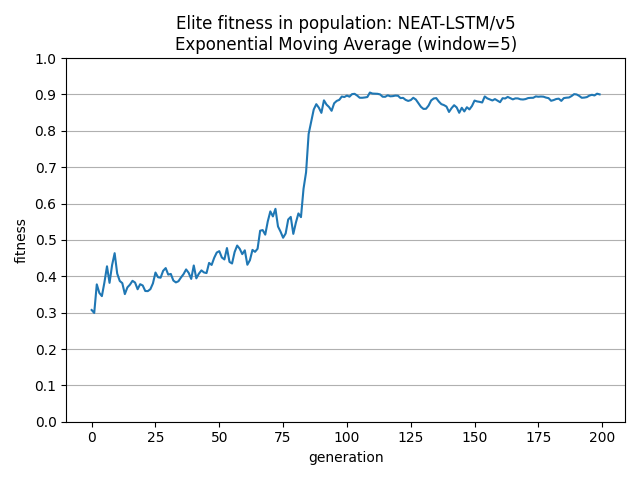 Elite fitness in population: NEAT-LSTM/v5
Exponential Moving Average (window=5)
1.0
0.9
0.8
0.7
0.6
0.5
0.4
0.3
0.2
0.1
0.0
fitness
0 25 50 75 100 125 150 175 200
generation